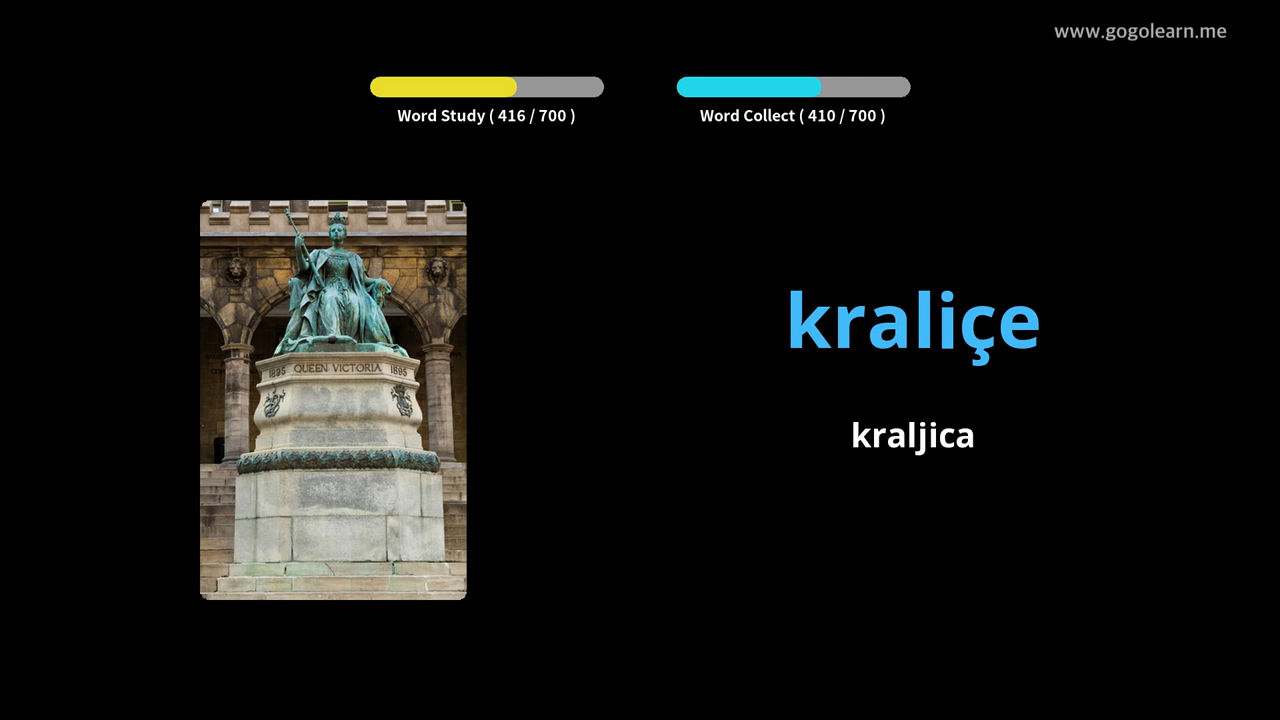 www.gogolearn.me
Word Study ( 416 / 700 )
Word Collect ( 410 / 700 )
1895 QUEEN VICTORIA 1895
kraliçe
kraljica